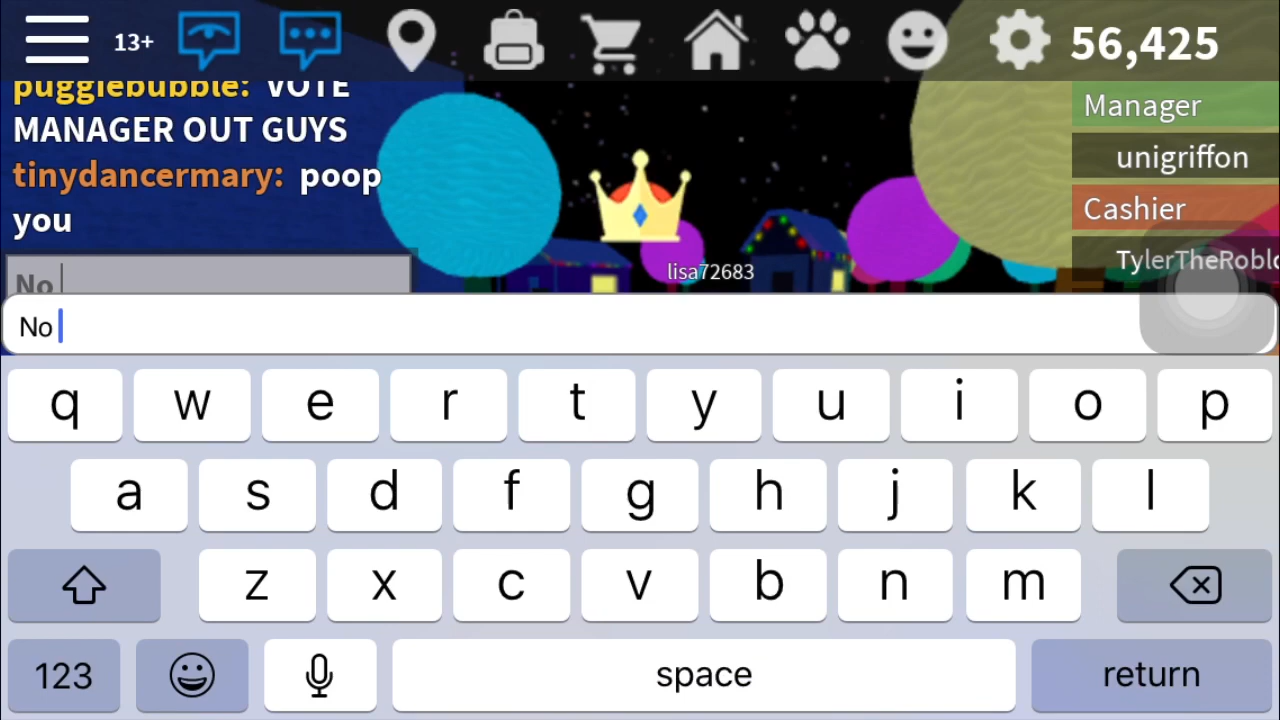 13+
56,425
pugglebubble: VOTE
MANAGER OUT GUYS
tinydancermary: poop
you
Manager
unigriffon
Cashier
TylerTheRoblo
lisa72683
No
No
q w e r t y u i o p
a s d f g h j k l
z x c v b n m
123 space return